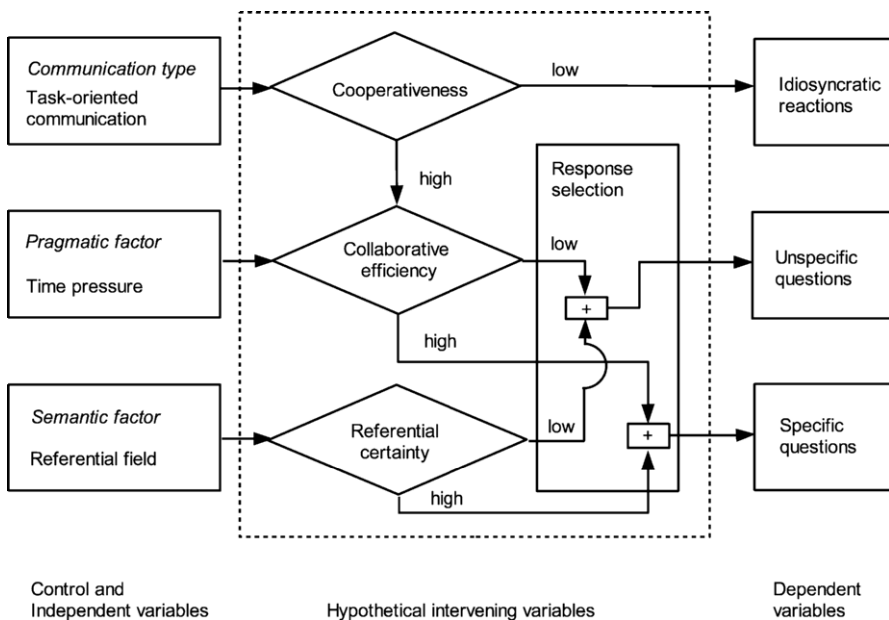 Communication type
Task-oriented
communication
Cooperativeness
low
Idiosyncratic
reactions
high
Response
selection
Pragmatic factor
Time pressure
Collaborative
efficiency
low
Unspecific
questions
+
high
Semantic factor
Referential field
Referential
certainty
low
+
Specific
questions
high
Control and
Independent variables
Hypothetical intervening variables
Dependent
variables